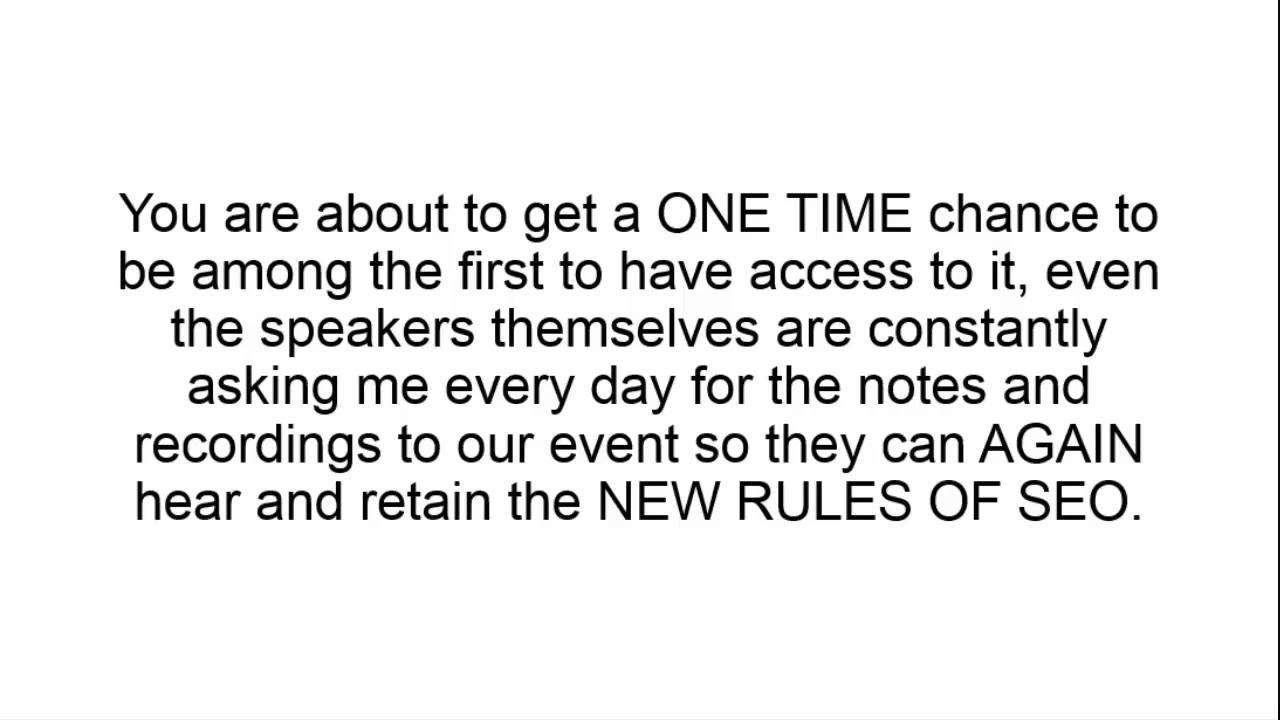 You are about to get a ONE TIME chance to
be among the first to have access to it, even
the speakers themselves are constantly
asking me every day for the notes and
recordings to our event so they can AGAIN
hear and retain the NEW RULES OF SEO.